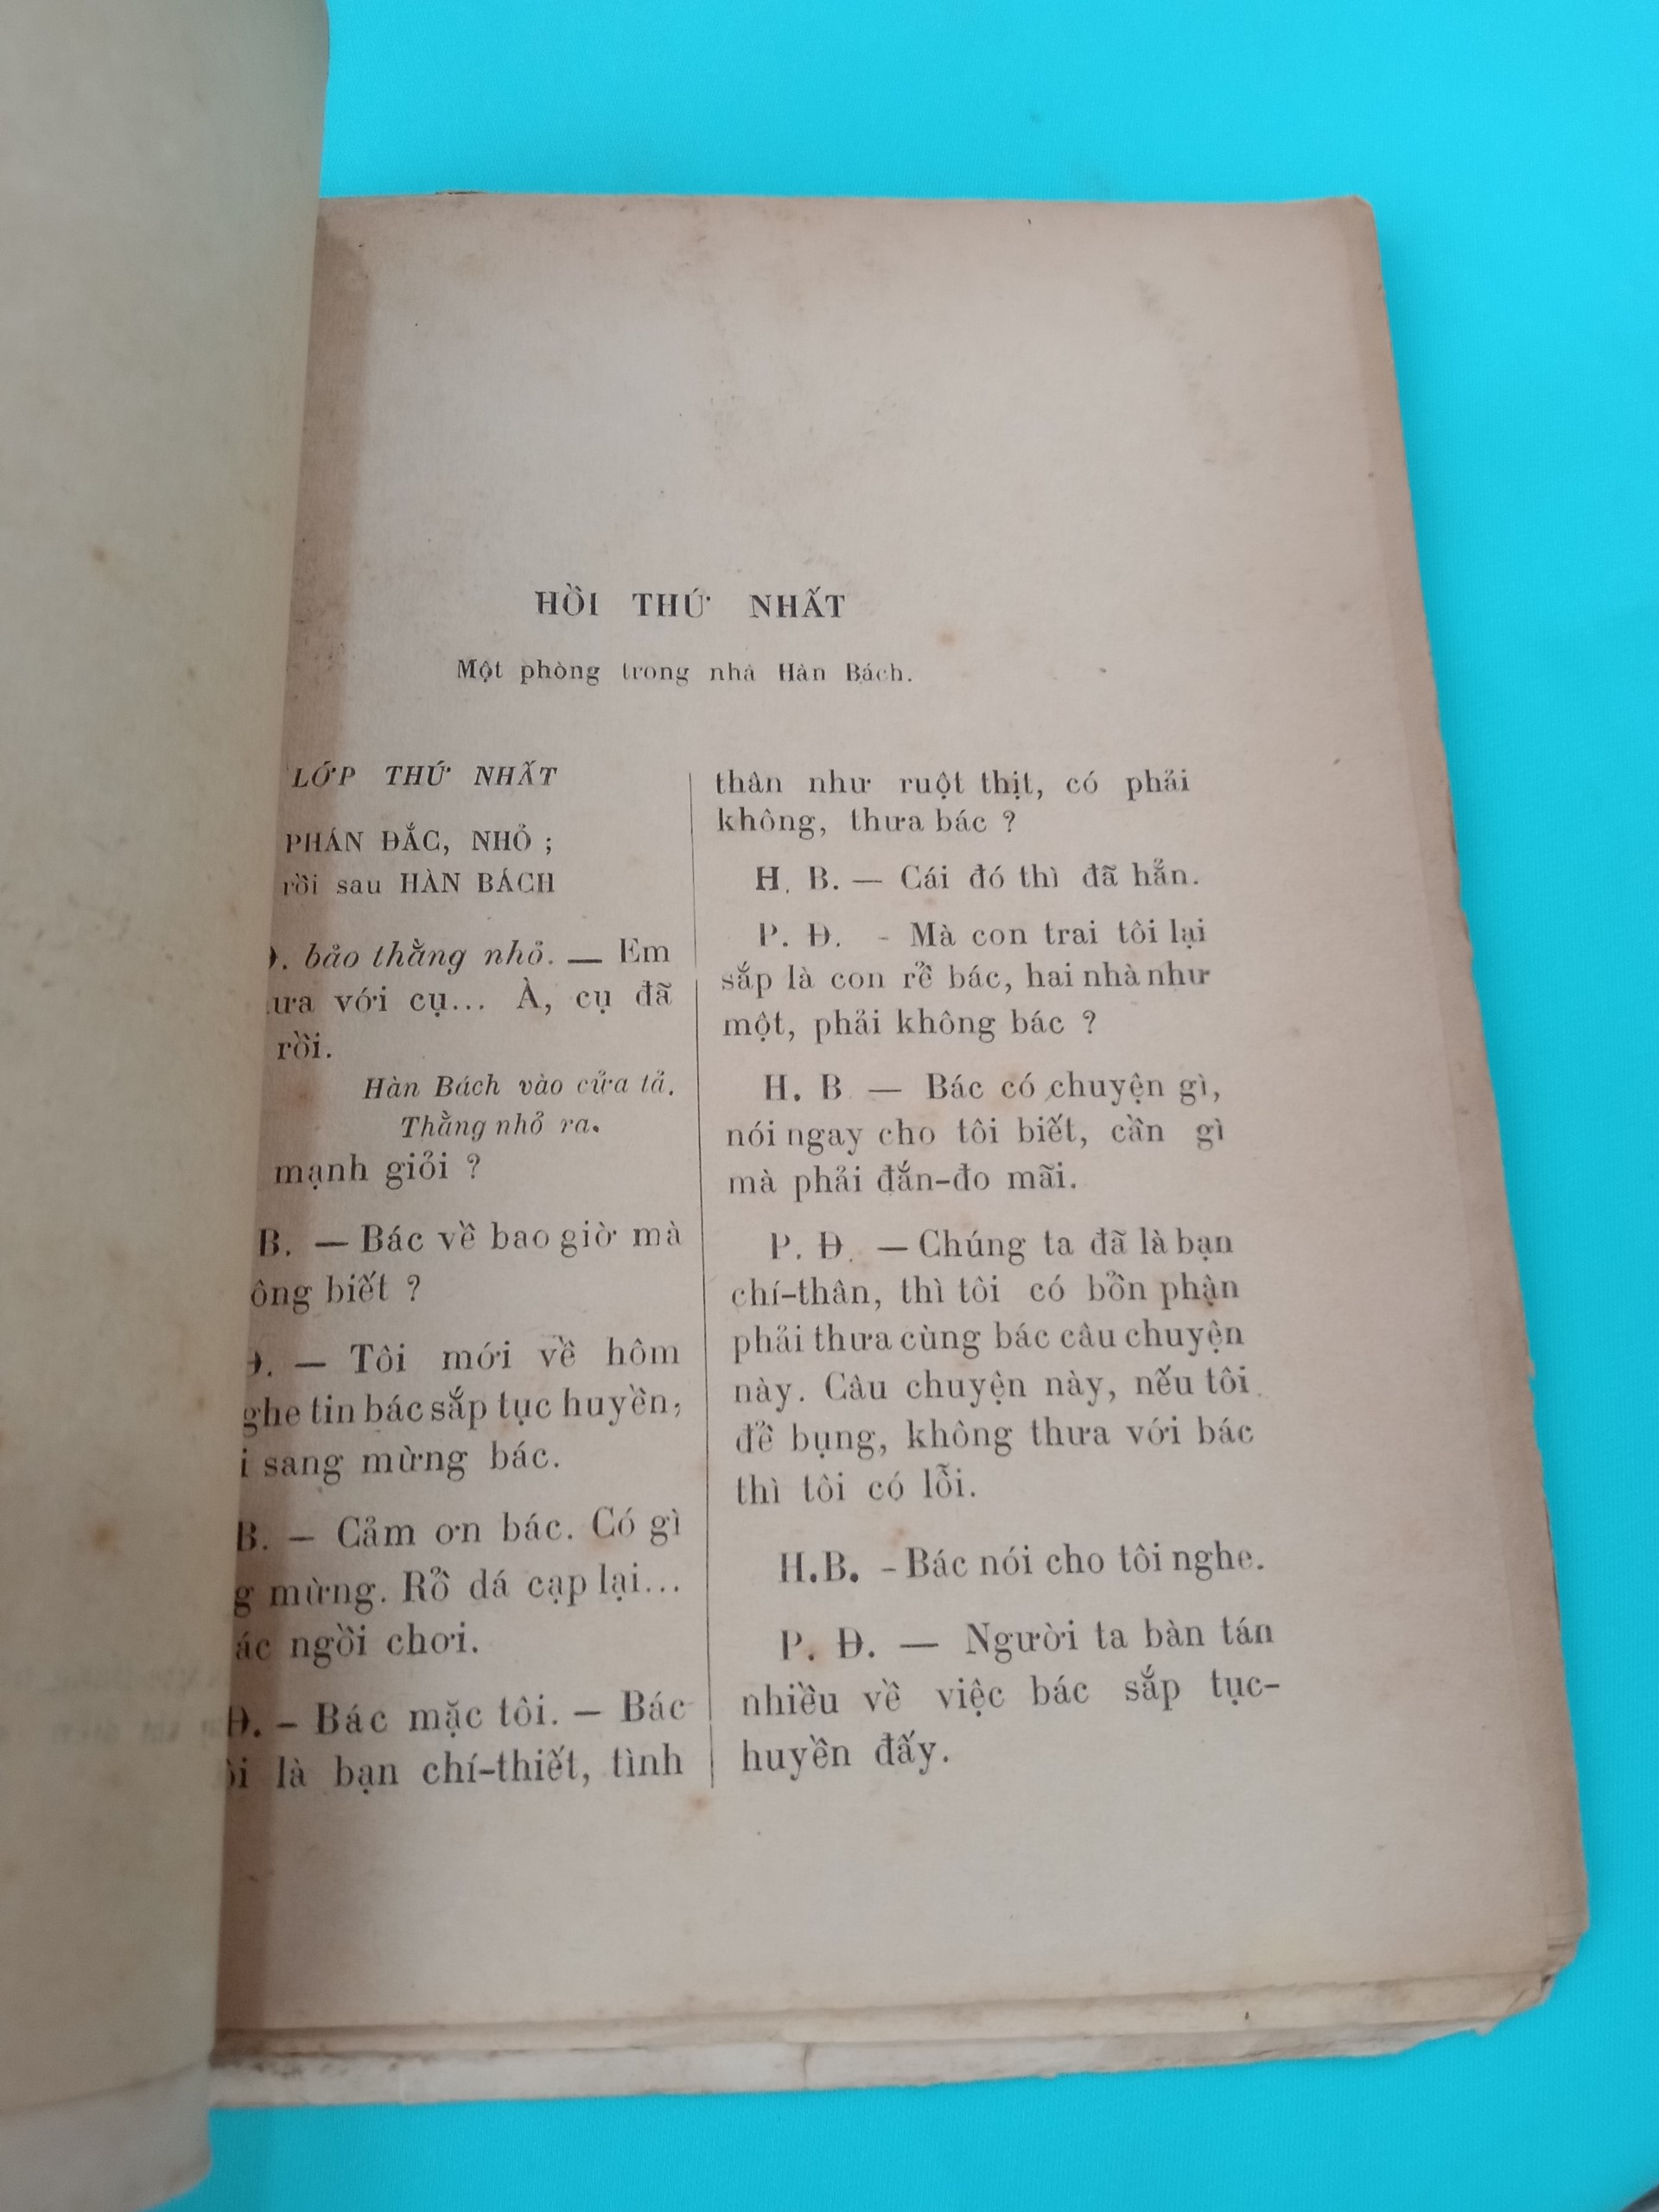 HỒI THỨ NHẤT
Một phòng trong nhà Hàn Bách.
LỚP THỨ NHẤT
PHÁN ĐẮC, NHỎ ;
rồi sau HÀN BÁCH
bảo thằng nhỏ. — Em
với cụ... À, cụ đã
rồi.
Hàn Bách vào cửa tả.
Thằng nhỏ ra.
mạnh giỏi ?
B. — Bác về bao giờ mà
ông biết ?
Đ. — Tôi mới về hôm
ghe tin bác sắp tục huyền,
i sang mừng bác.
B. — Cảm ơn bác. Có gì
g mừng. Rổ dá cạp lại...
ác ngồi chơi.
Đ. – Bác mặc tôi. — Bác
là bạn chí-thiết, tình
thân như ruột thịt, có phải
không, thưa bác ?
H. B. — Cái đó thì đã hẳn.
P. Đ. - Mà con trai tôi lại
sắp là con rể bác, hai nhà như
một, phải không bác ?
H. B — Bác có chuyện gì,
nói ngay cho tôi biết, cần gì
mà phải đắn-đo mãi.
P. Đ. — Chúng ta đã là bạn
chí-thân, thì tôi có bổn phận
phải thưa cùng bác câu chuyện
này. Câu chuyện này, nếu tôi
để bụng, không thưa với bác
thì tôi có lỗi.
H.B. - Bác nói cho tôi nghe.
P. Đ. — Người ta bàn tán
nhiều về việc bác sắp tục-
huyền đấy.